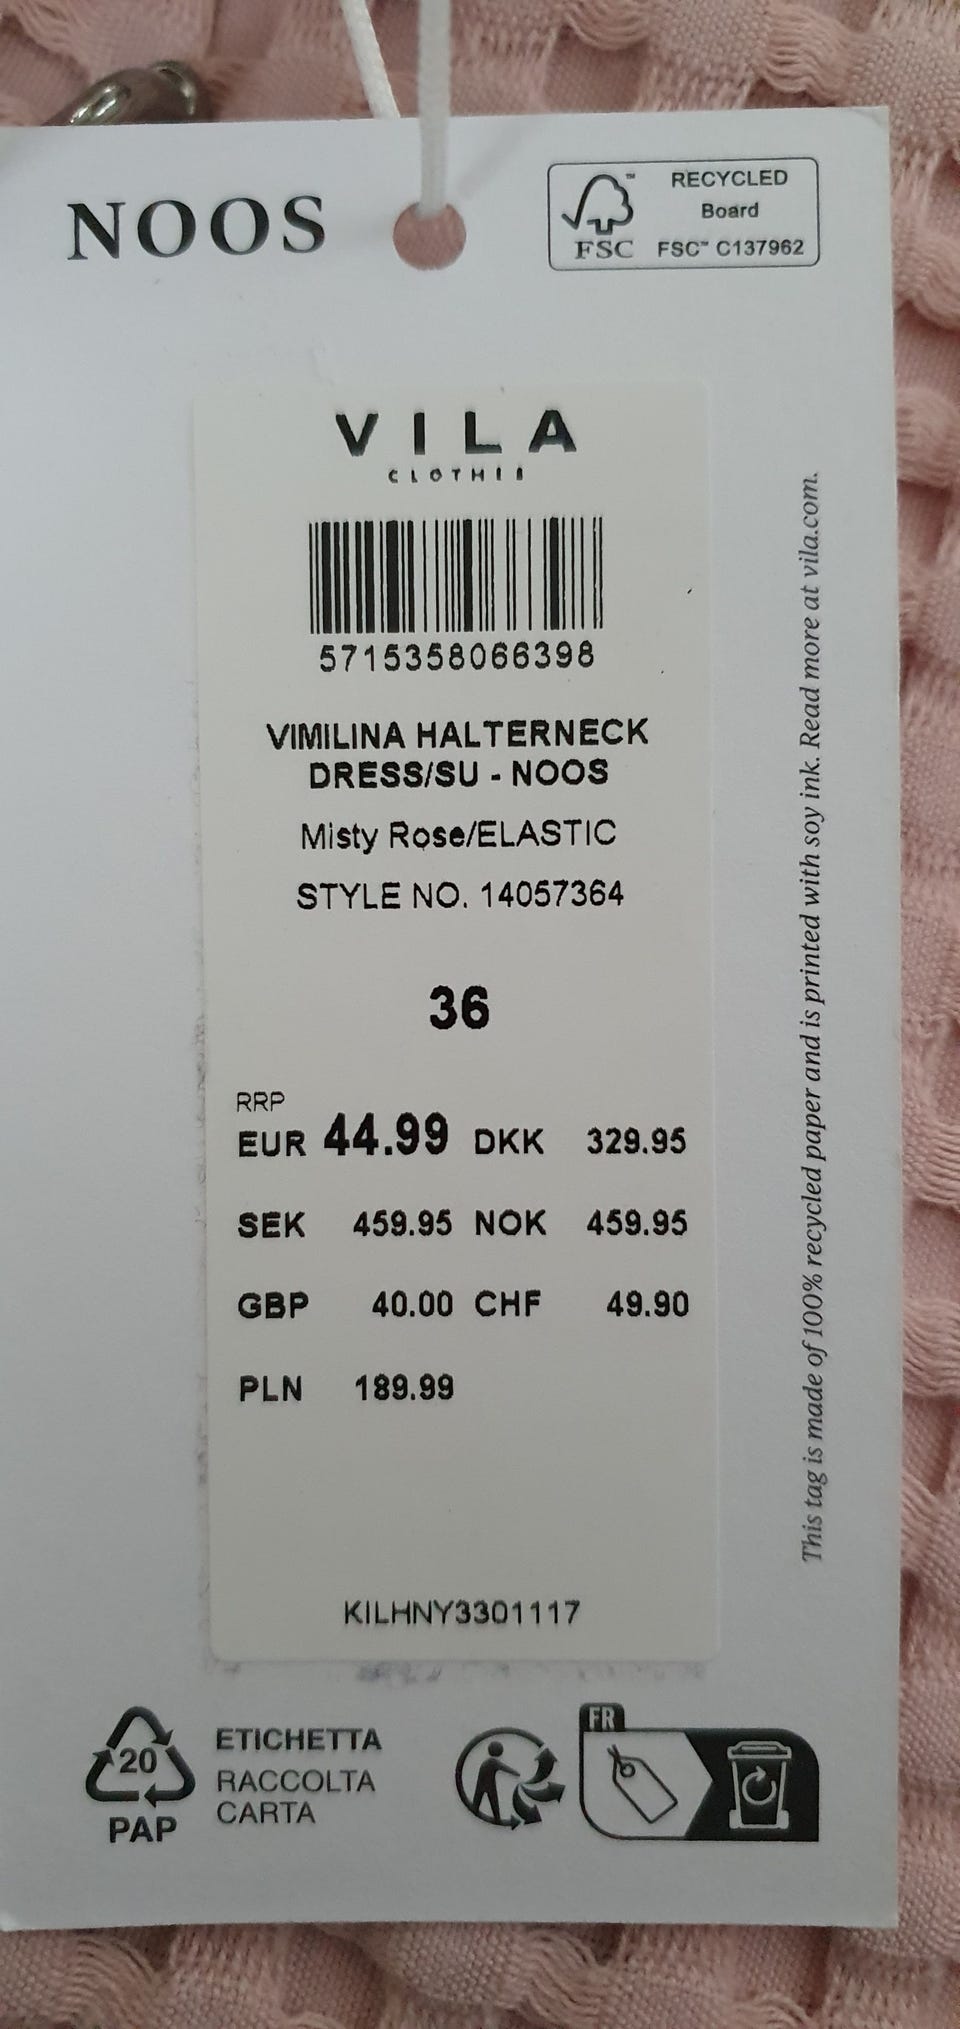 NOOS
FSC™
RECYCLED
Board
FSC™ C137962
VILA
CLOTHES
5715358066398
VIMILINA HALTERNECK
DRESS/SU - NOOS
Misty Rose/ELASTIC
STYLE NO. 14057364
36
RRP
EUR 44.99 DKK 329.95
SEK 459.95 NOK 459.95
GBP 40.00 CHF 49.90
PLN 189.99
KILHNY3301117
This tag is made of 100% recycled paper and is printed with soy ink. Read more at vila.com.
20
PAP
ETICHETTA
RACCOLTA
CARTA
FR